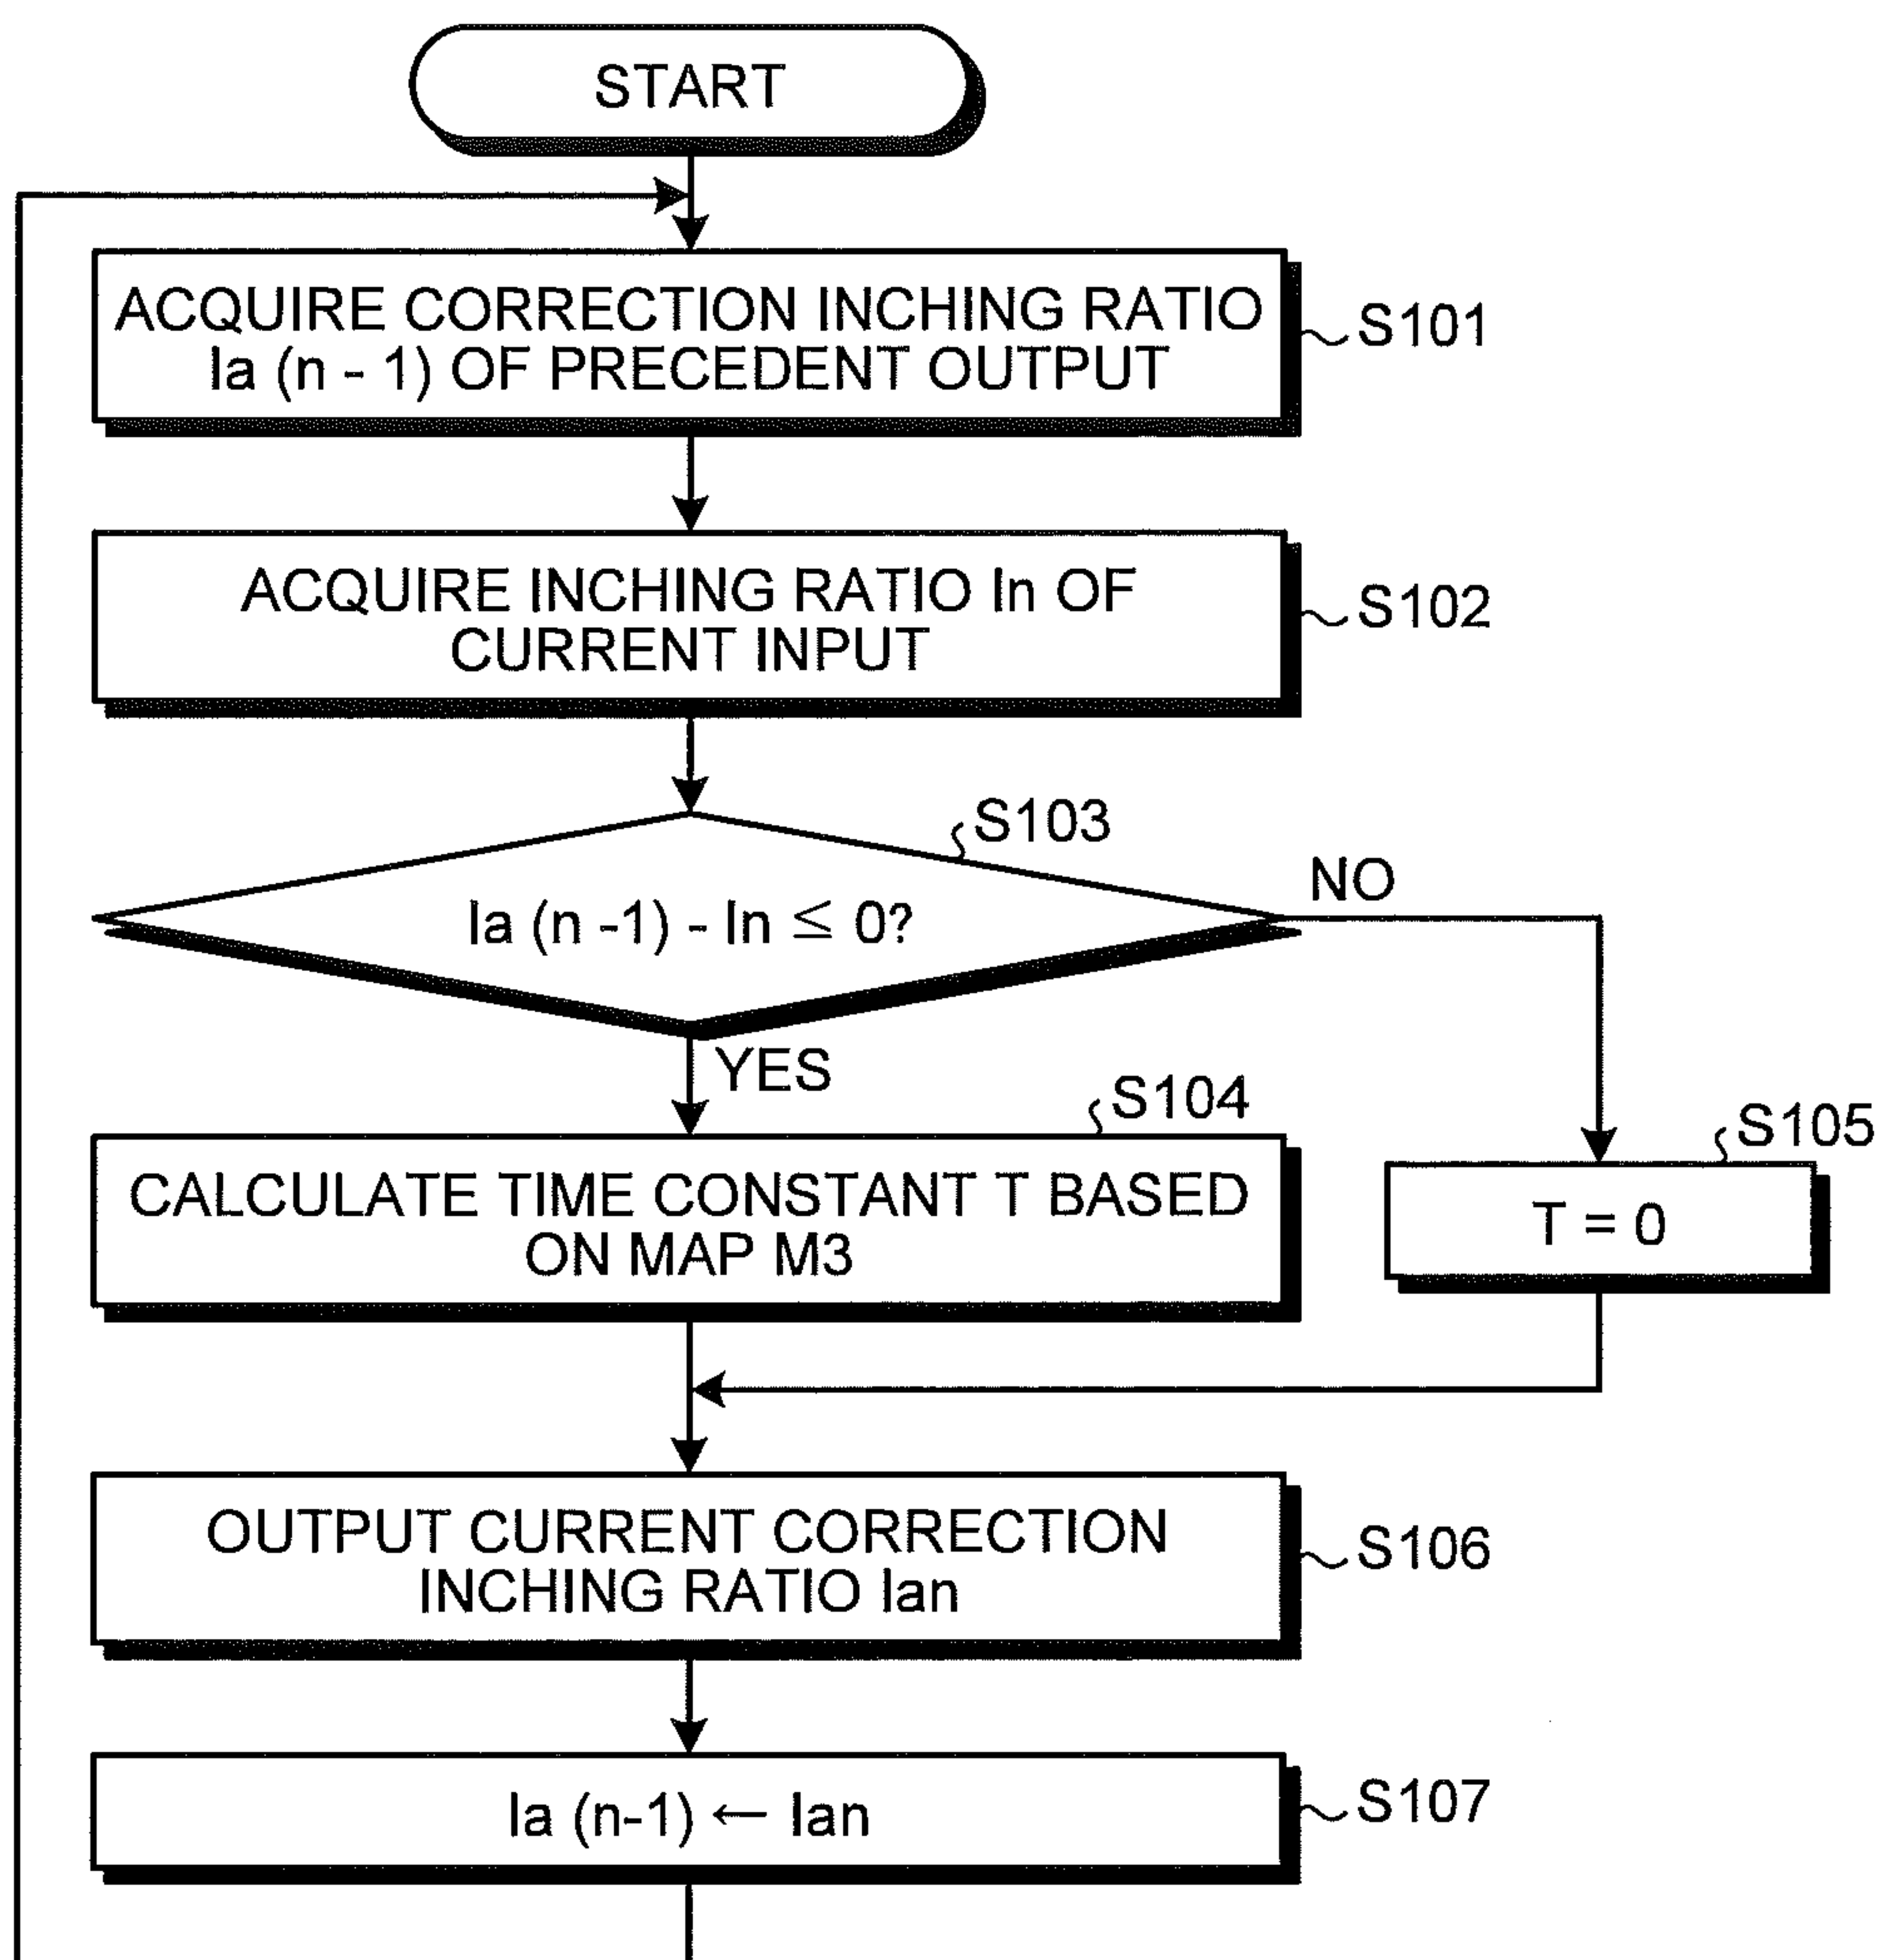 START
ACQUIRE CORRECTION INCHING RATIO
Ia (n - 1) OF PRECEDENT OUTPUT
S101
ACQUIRE INCHING RATIO In OF
CURRENT INPUT
S102
S103
Ia (n -1) - In ≤ 0?
NO
YES
S104
CALCULATE TIME CONSTANT T BASED
ON MAP M3
S105
T = 0
OUTPUT CURRENT CORRECTION
INCHING RATIO Ian
S106
Ia (n-1) ← Ian
S107